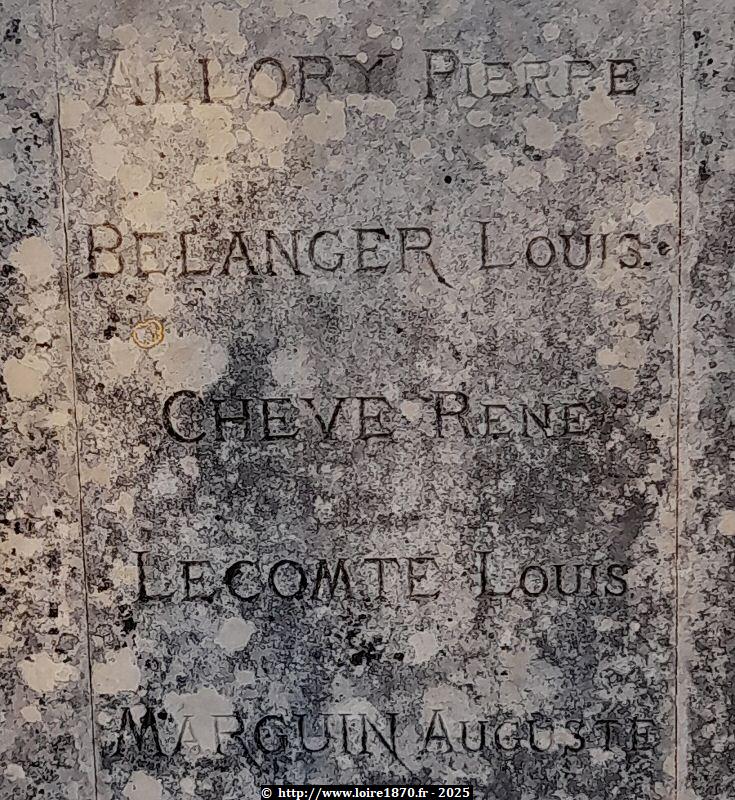 ALLORY PIERRE
BELANGER LOUIS
CHEVE RENE
LECOMTE LOUIS
MARGUIN AUGUSTE
© http://www.loire1870.fr - 2025